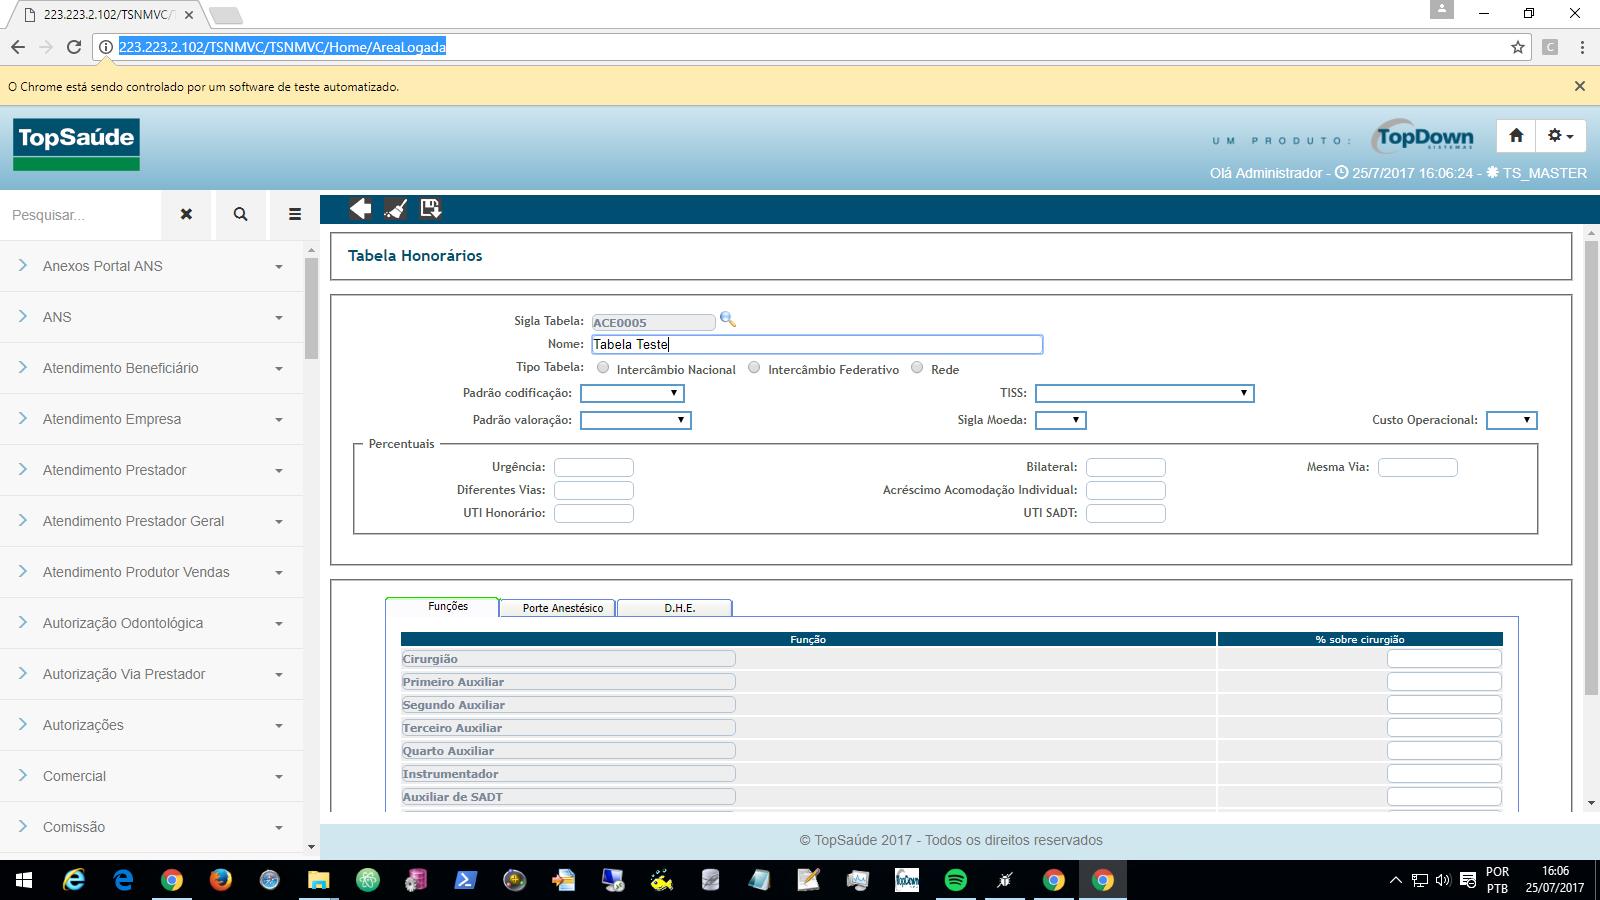 223.223.2.102/TSNMVC/T
223.223.2.102/TSNMVC/TSNMVC/Home/AreaLogada
C
O Chrome está sendo controlado por um software de teste automatizado.
TopSaúde
UM PRODUTO:
TopDown
SISTEMAS
Olá Administrador - 25/7/2017 16:06:24 - TS_MASTER
Pesquisar...
Anexos Portal ANS
ANS
Atendimento Beneficiário
Atendimento Empresa
Atendimento Prestador
Atendimento Prestador Geral
Atendimento Produtor Vendas
Autorização Odontológica
Autorização Via Prestador
Autorizações
Comercial
Comissão
Tabela Honorários
Sigla Tabela: ACE0005
Nome: Tabela Teste
Tipo Tabela: Intercâmbio Nacional Intercâmbio Federativo Rede
Padrão codificação: TISS:
Padrão valoração: Sigla Moeda: Custo Operacional:
Percentuais
Urgência: Bilateral: Mesma Via:
Diferentes Vias: Acréscimo Acomodação Individual:
UTI Honorário: UTI SADT:
Funções Porte Anestésico D.H.E.
Função % sobre cirurgião
Cirurgião
Primeiro Auxiliar
Segundo Auxiliar
Terceiro Auxiliar
Quarto Auxiliar
Instrumentador
Auxiliar de SADT
© TopSaúde 2017 - Todos os direitos reservados
TopDown
POR
PTB
16:06
25/07/2017